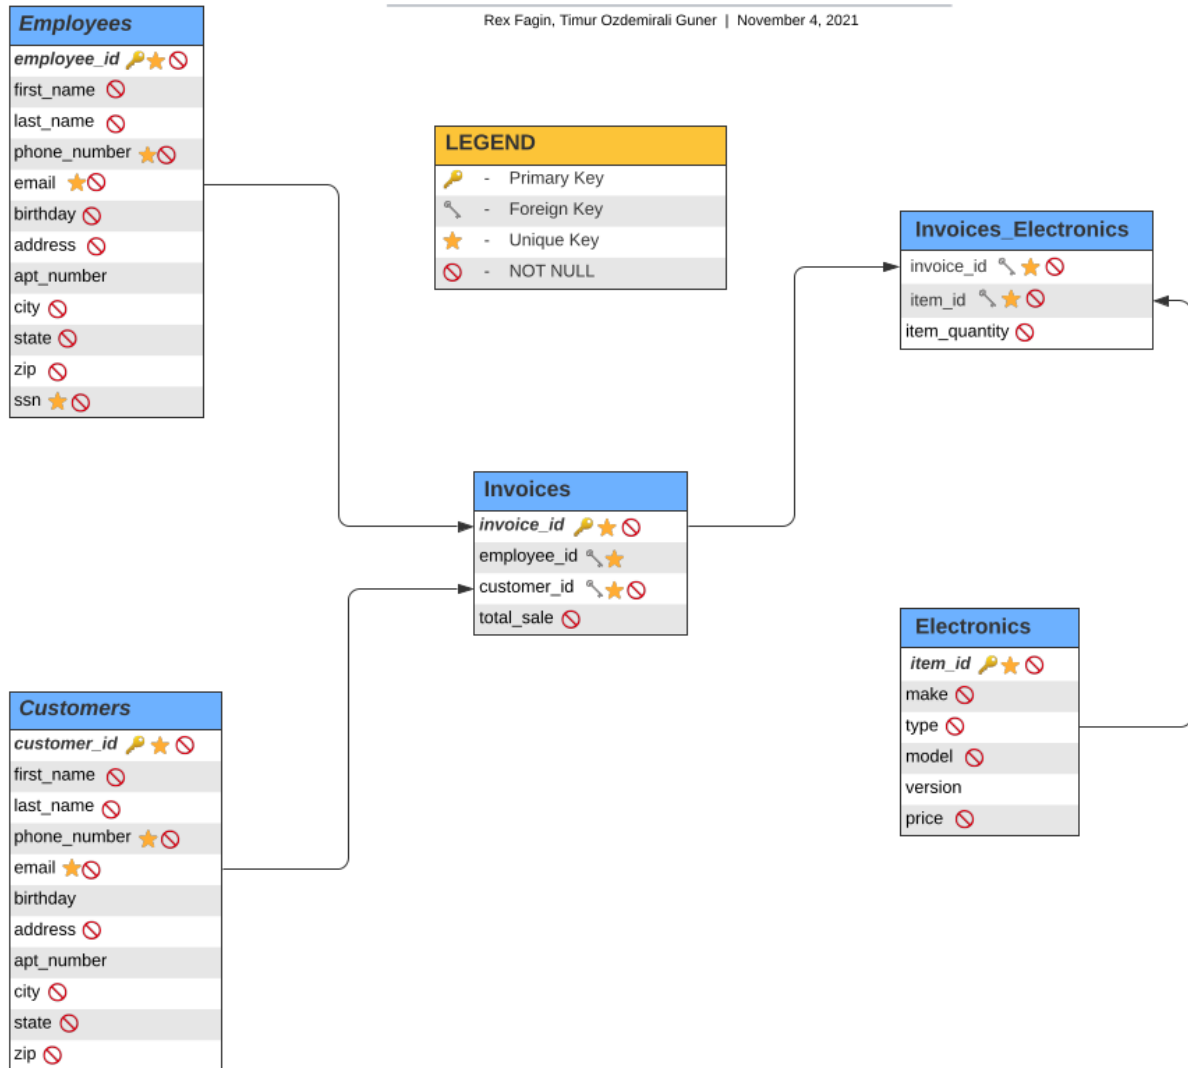 Rex Fagin, Timur Ozdemirali Guner | November 4, 2021
Employees
employee_id
first_name
last_name
phone_number
email
birthday
address
apt_number
city
state
zip
ssn
LEGEND
- Primary Key
- Foreign Key
- Unique Key
- NOT NULL
Invoices_Electronics
invoice_id
item_id
item_quantity
Invoices
invoice_id
employee_id
customer_id
total_sale
Electronics
item_id
make
type
model
version
price
Customers
customer_id
first_name
last_name
phone_number
email
birthday
address
apt_number
city
state
zip